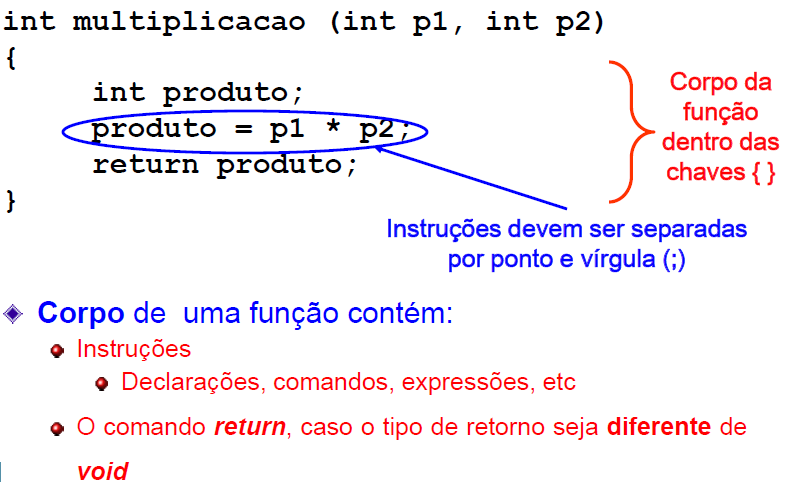 int multiplicacao (int p1, int p2)
{
int produto;
produto = p1 * p2;
return produto;
}
Corpo da
função
dentro das
chaves { }
Instruções devem ser separadas
por ponto e vírgula (;)
Corpo de uma função contém:
Instruções
Declarações, comandos, expressões, etc
O comando return, caso o tipo de retorno seja diferente de
void